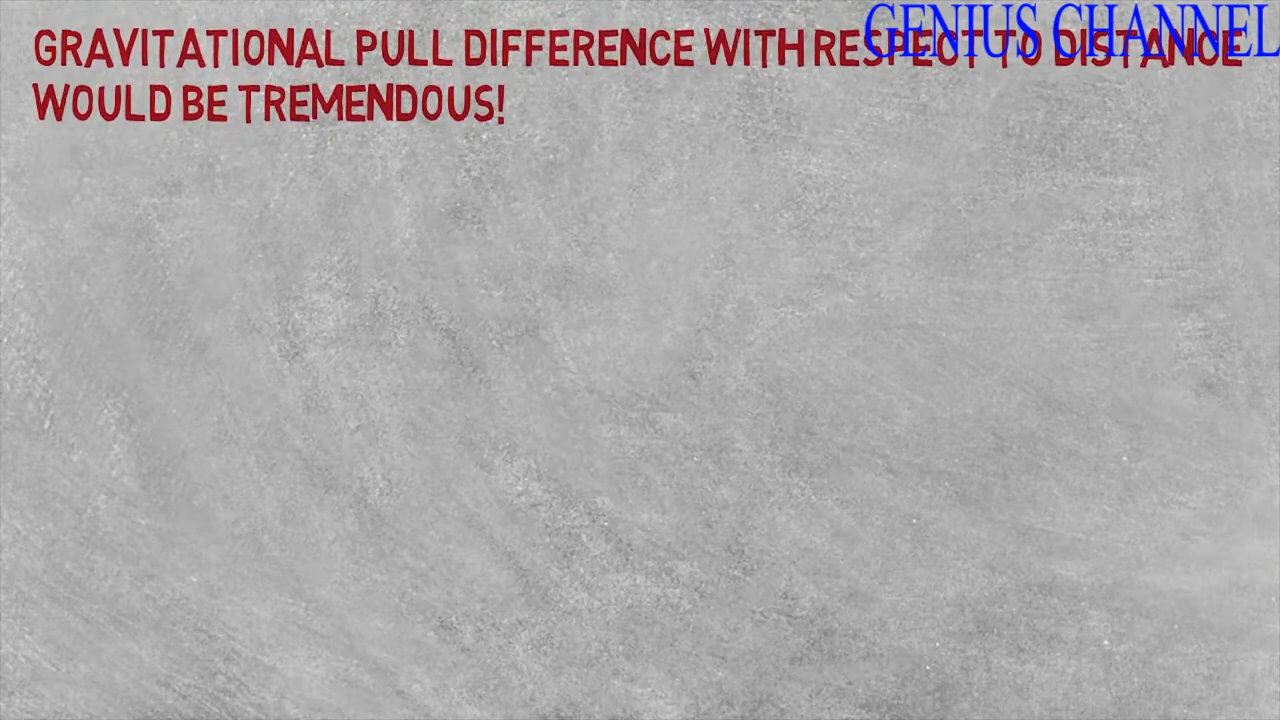 GENIUS CHANNEL
GRAVITATIONAL PULL DIFFERENCE WITH RESPECT TO DISTANCE
WOULD BE TREMENDOUS!